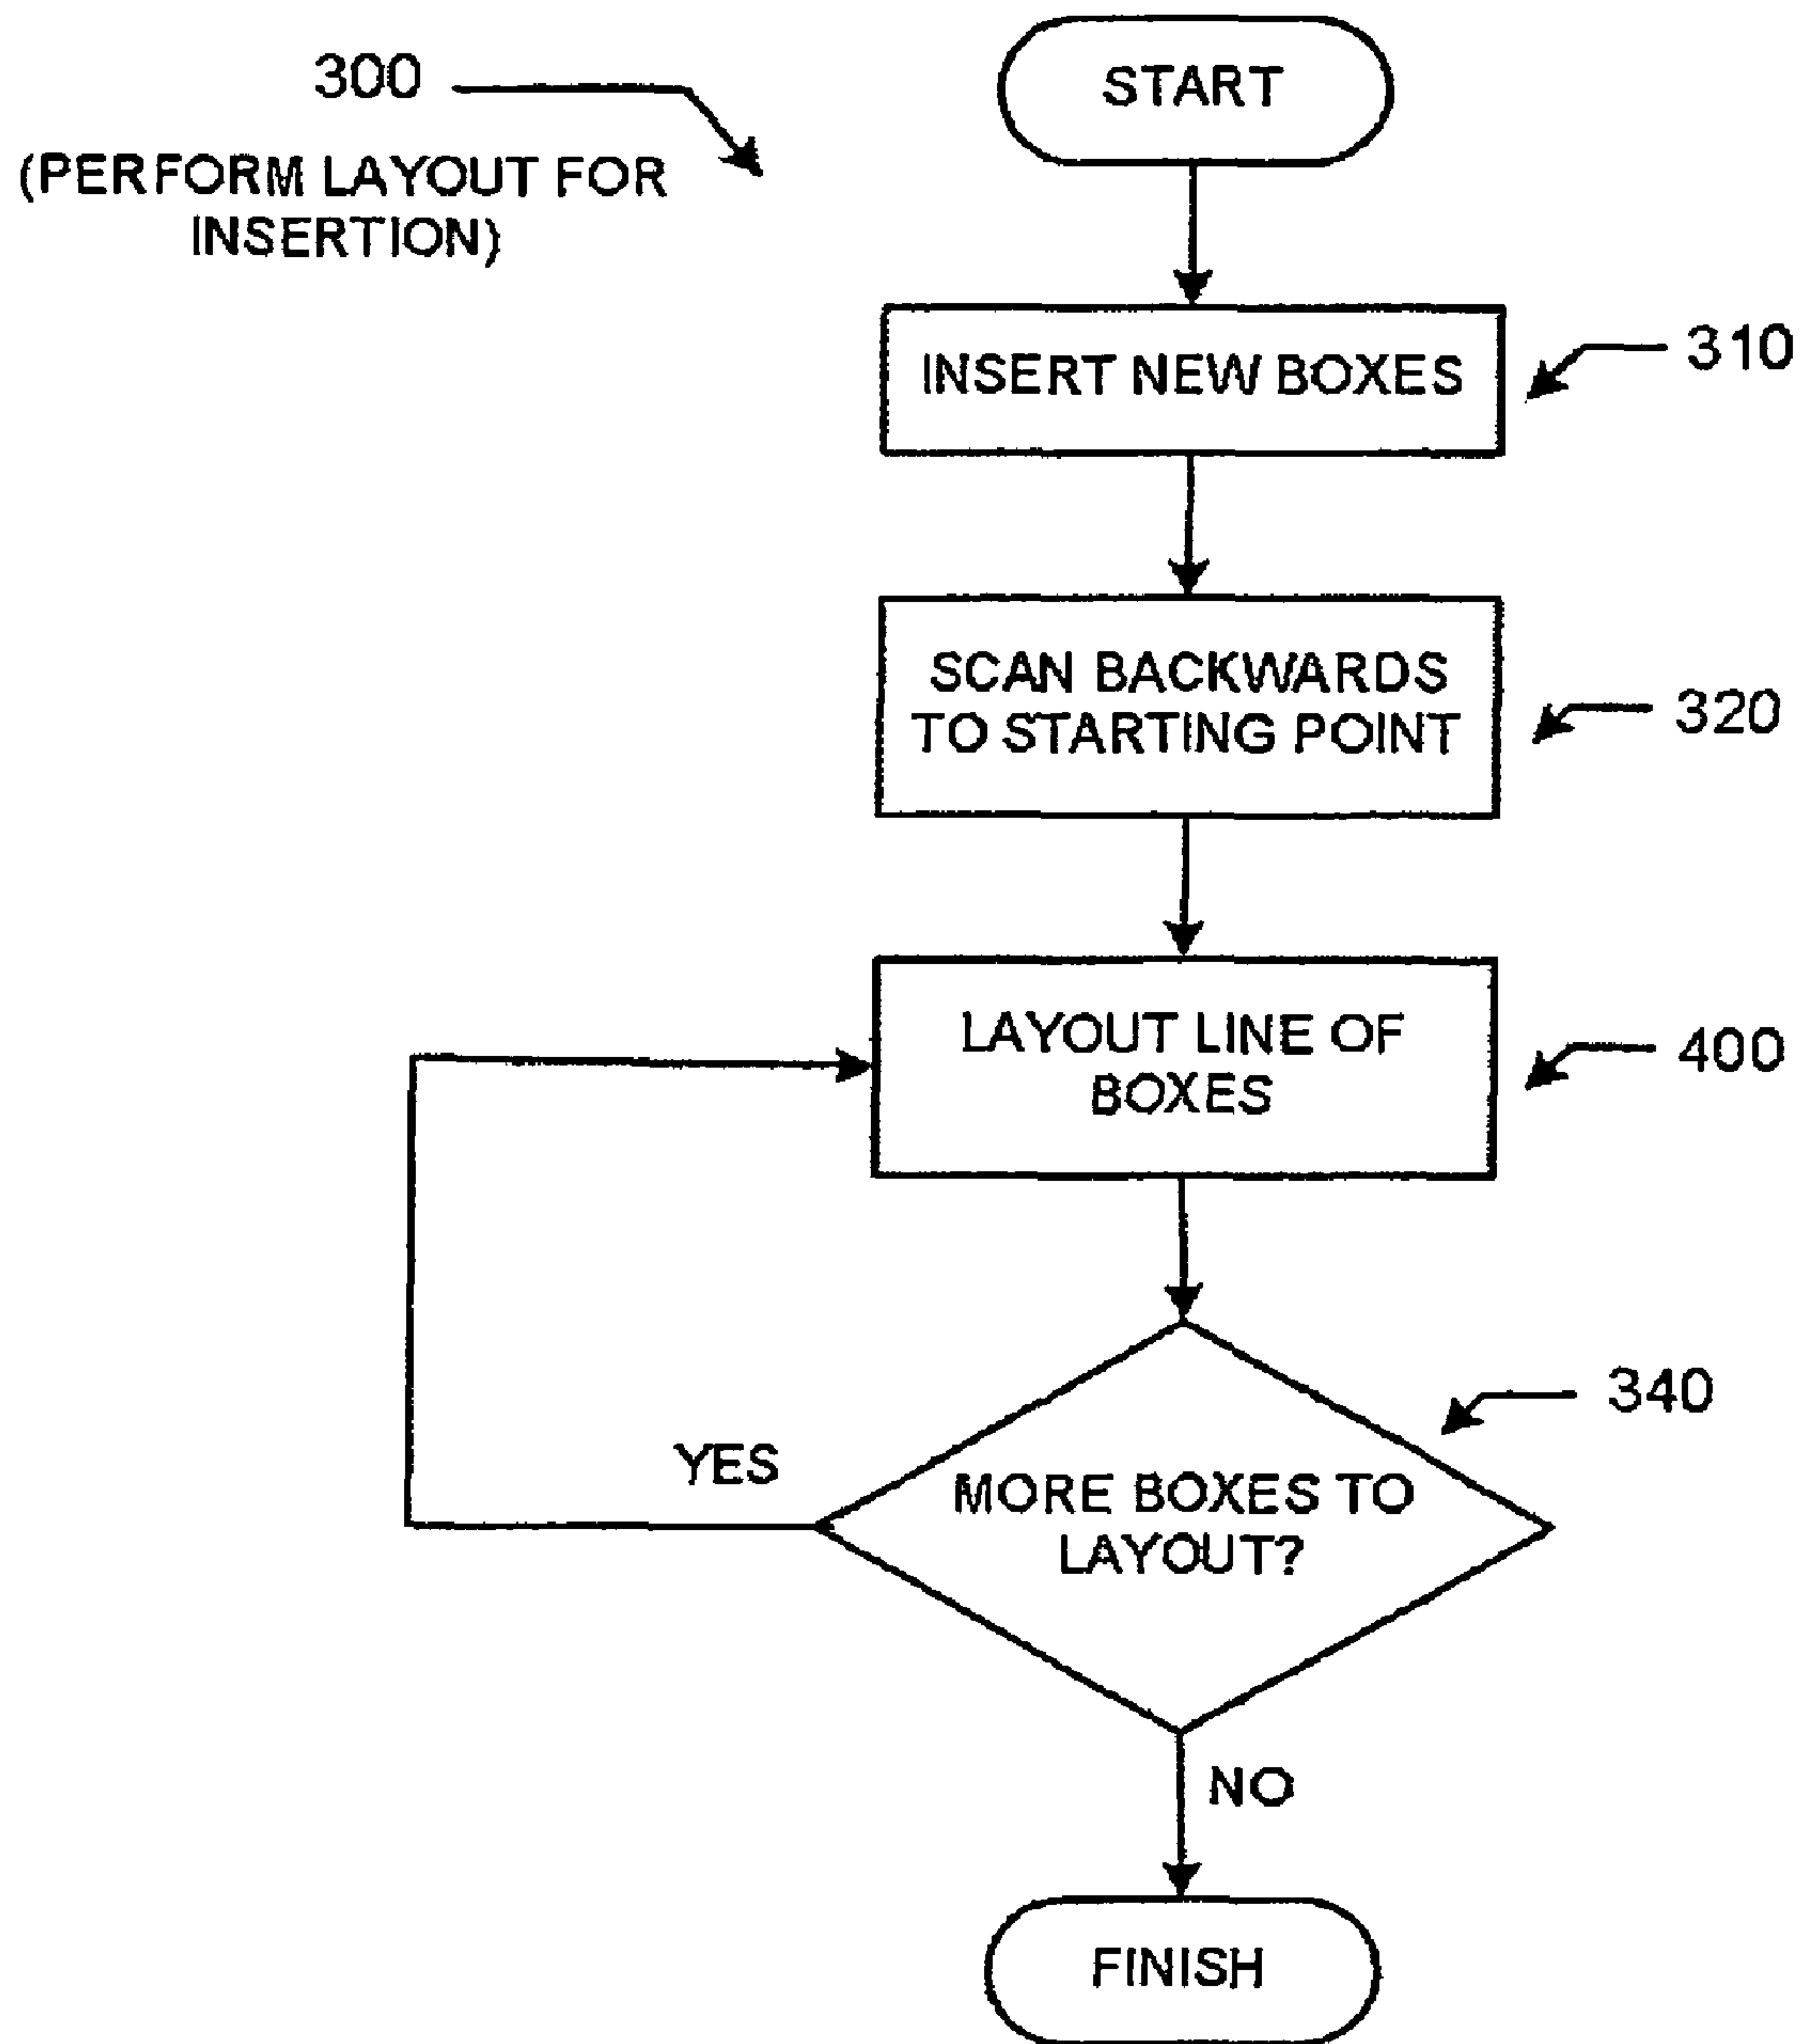 300
(PERFORM LAYOUT FOR
INSERTION)
START
INSERT NEW BOXES
310
SCAN BACKWARDS
TO STARTING POINT
320
LAYOUT LINE OF
BOXES
400
340
YES
MORE BOXES TO
LAYOUT?
NO
FINISH